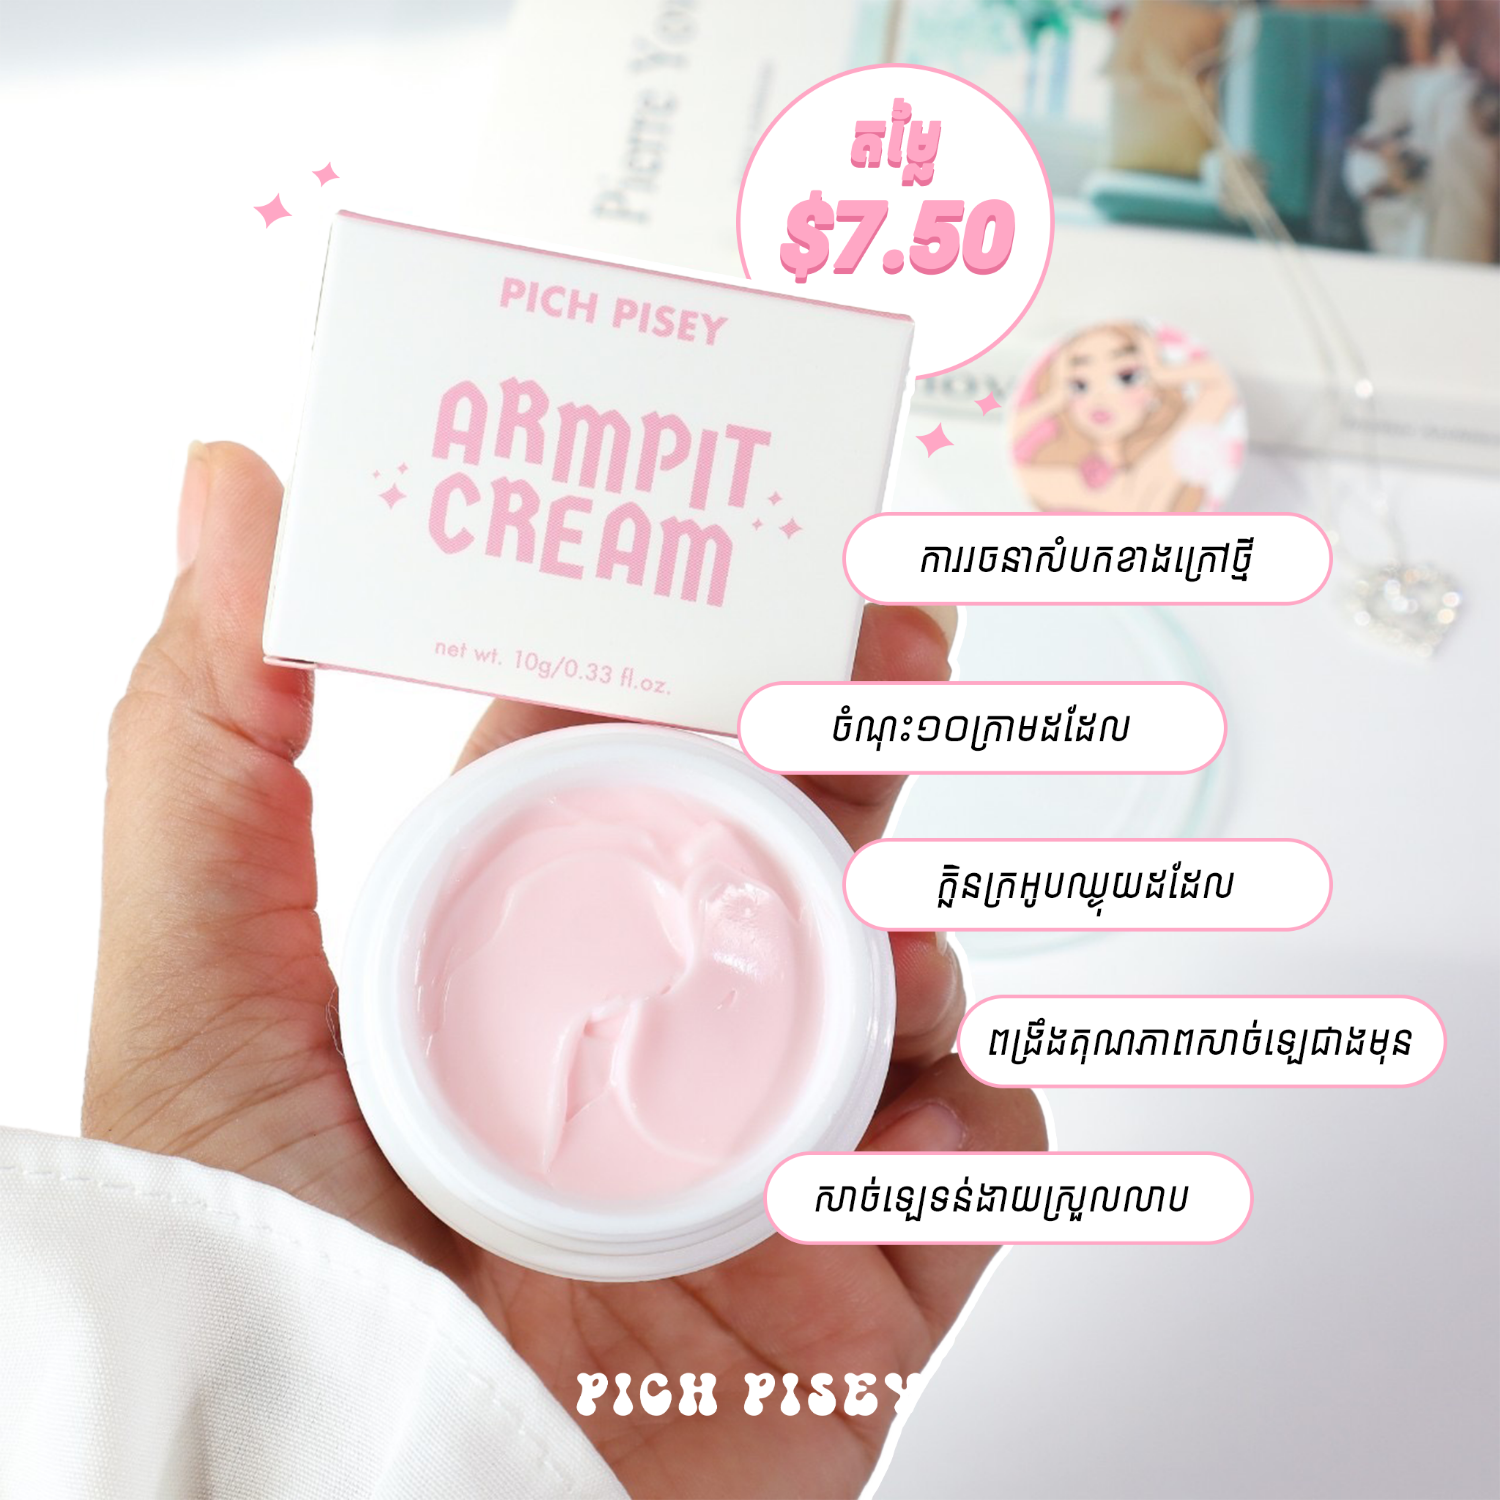 Pierre Yov
តម្លៃ
$7.50
PICH PISEY
ARMPIT
CREAM
net wt. 10g/0.33 fl.oz.
ការរចនាសំបកខាងក្រៅថ្មី
ចំណុះ១០ក្រាមដដែល
ក្លិនក្រអូបឈ្ងុយដដែល
ពង្រឹងគុណភាពសាច់ឡេជាងមុន
សាច់ឡេទន់ងាយស្រួលលាប
PICH PISEY